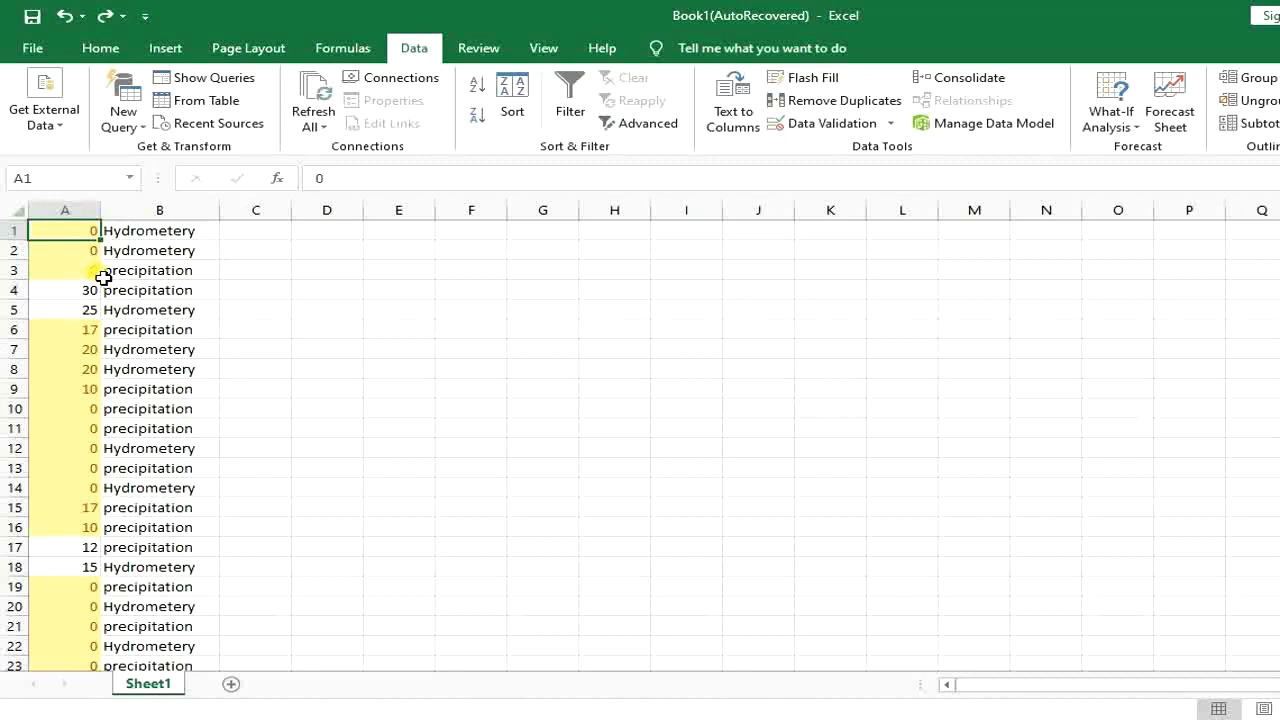 Book1(AutoRecovered) - Excel
File Home Insert Page Layout Formulas Data Review View Help Tell me what you want to do
Get External Data
New Query
Show Queries
From Table
Recent Sources
Get & Transform
Refresh All
Connections
Properties
Edit Links
Connections
Sort
Filter
Clear
Reapply
Advanced
Sort & Filter
Text to Columns
Flash Fill
Remove Duplicates
Data Validation
Consolidate
Relationships
Manage Data Model
Data Tools
What-If Analysis
Forecast Sheet
Forecast
Group
A1 fx 0
A B C D E F G H I J K L M N O P Q
1 0 Hydrometery
2 0 Hydrometery
3 precipitation
4 30 precipitation
5 25 Hydrometery
6 17 precipitation
7 20 Hydrometery
8 20 Hydrometery
9 10 precipitation
10 0 precipitation
11 0 precipitation
12 0 Hydrometery
13 0 precipitation
14 0 Hydrometery
15 17 precipitation
16 10 precipitation
17 12 precipitation
18 15 Hydrometery
19 0 precipitation
20 0 Hydrometery
21 0 precipitation
22 0 Hydrometery
23 0 precipitation
Sheet1